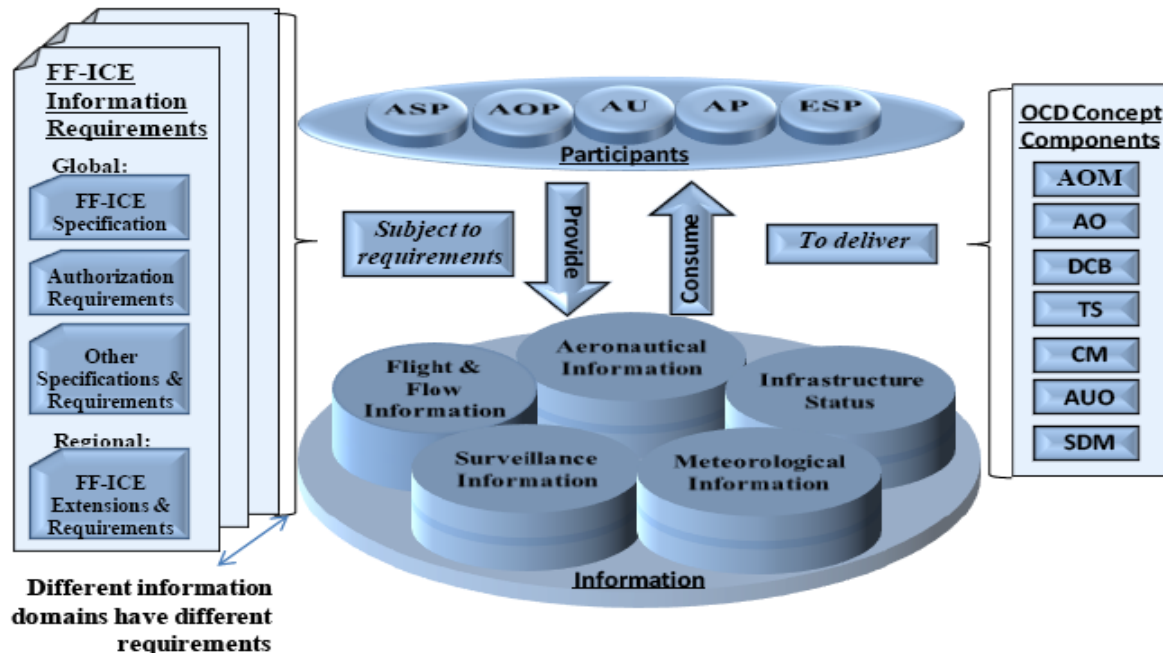 FF-ICE
Information
Requirements
Global:
FF-ICE
Specification
Authorization
Requirements
Other
Specifications &
Requirements
Regional:
FF-ICE
Extensions &
Requirements
Different information
domains have different
requirements
ASP
AOP
AU
AP
ESP
Participants
Subject to
requirements
Provide
Consume
To deliver
Flight &
Flow
Information
Aeronautical
Information
Infrastructure
Status
Surveillance
Information
Meteorological
Information
Information
OCD Concept
Components
AOM
AO
DCB
TS
CM
AUO
SDM